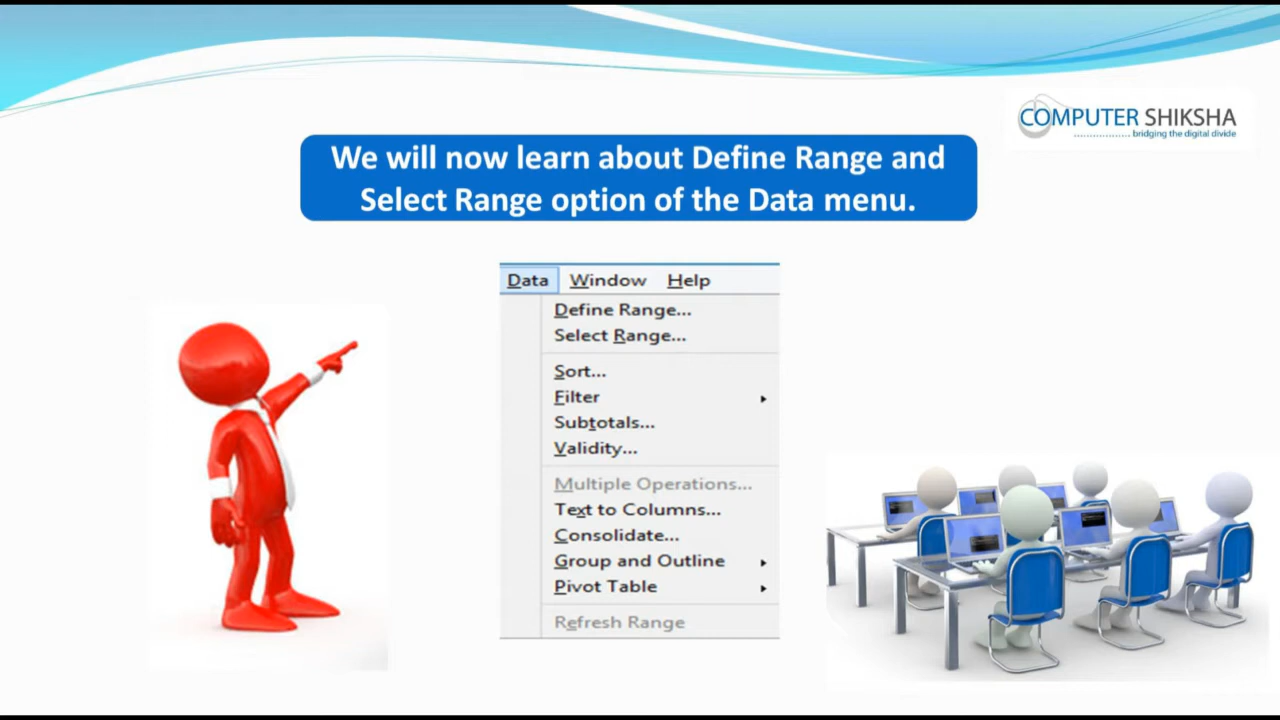 COMPUTER SHIKSHA
bridging the digital divide
We will now learn about Define Range and
Select Range option of the Data menu.
Data Window Help
Define Range...
Select Range...
Sort...
Filter
Subtotals...
Validity...
Multiple Operations...
Text to Columns...
Consolidate...
Group and Outline
Pivot Table
Refresh Range